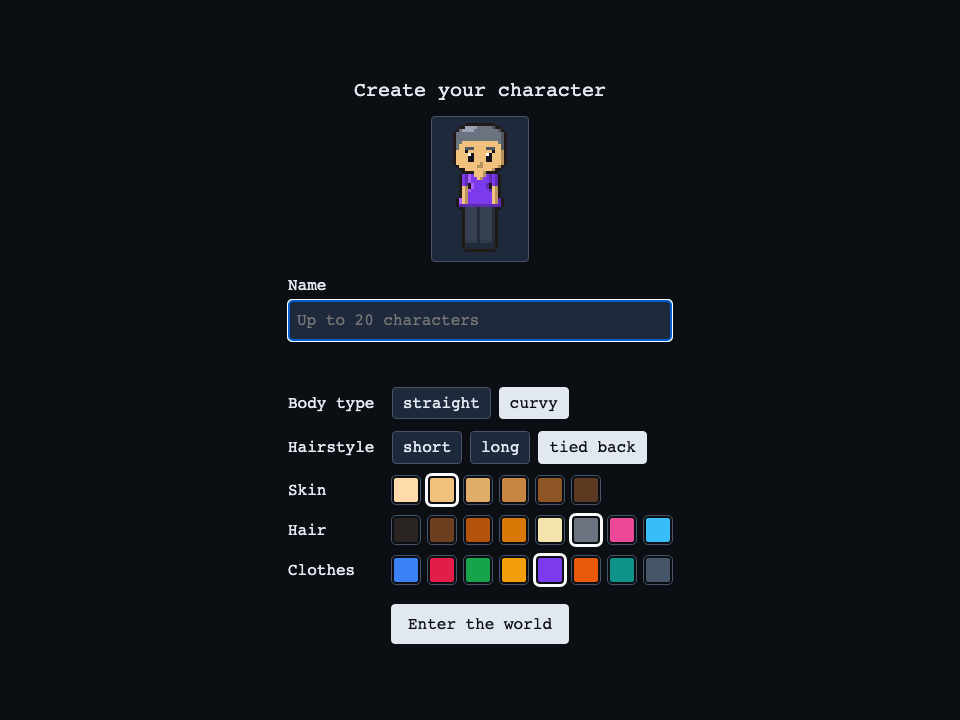 Create your character
Name
Up to 20 characters
Body type straight curvy
Hairstyle short long tied back
Skin
Hair
Clothes
Enter the world